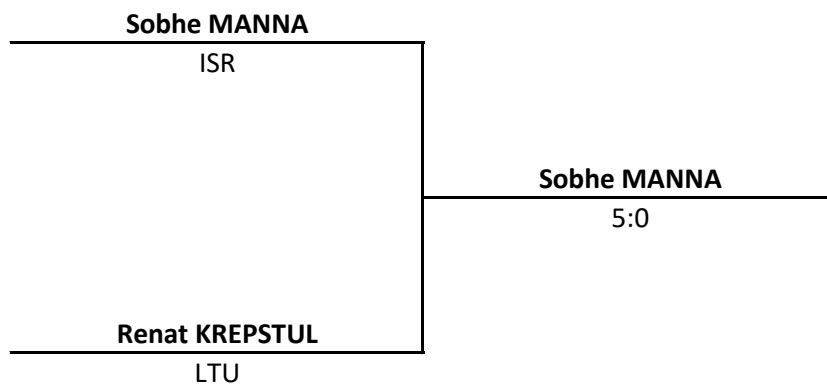 Sobhe MANNA
ISR
Sobhe MANNA
5:0
Renat KREPSTUL
LTU